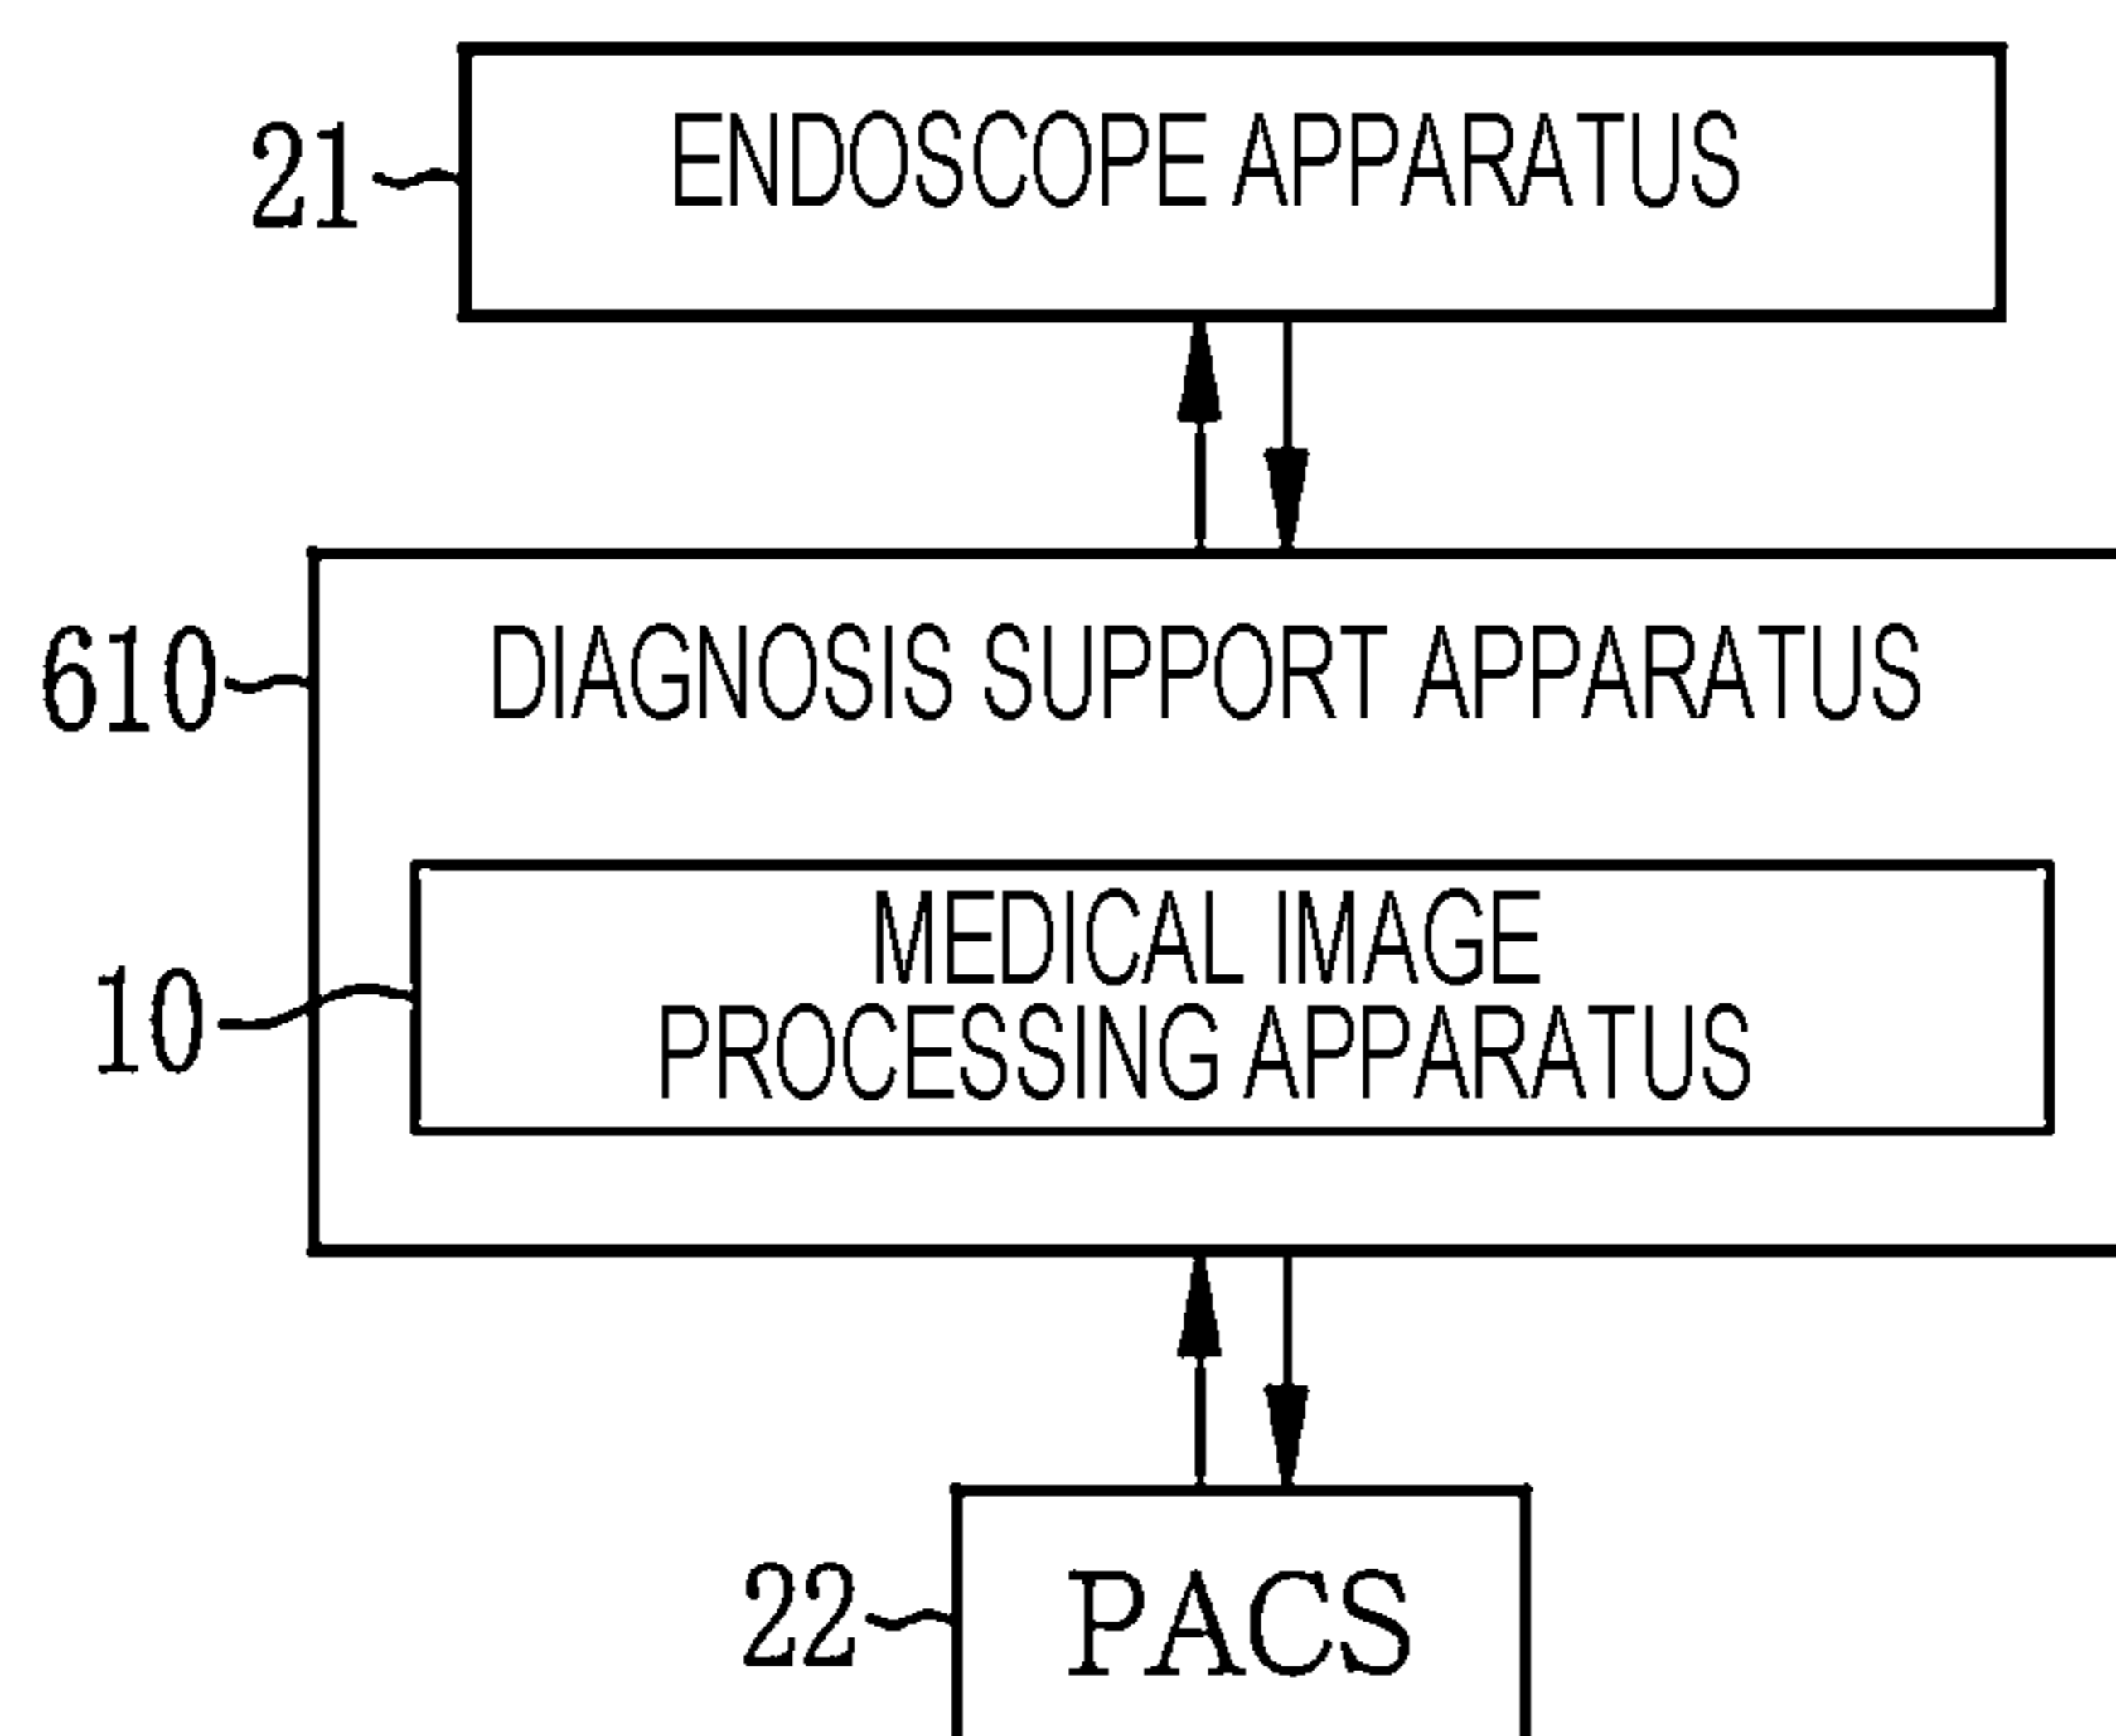 21 ENDOSCOPE APPARATUS
610 DIAGNOSIS SUPPORT APPARATUS
MEDICAL IMAGE
10 PROCESSING APPARATUS
22 PACS